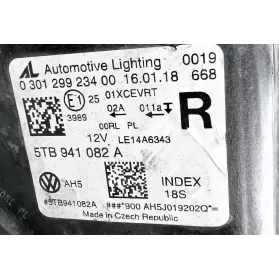 AL Automotive Lighting 0019
0 301 299 234 00 16.01.18 668
E1 25 01XCEVRT
02A 011a
3989 R
00RL PL
12V LE14A6343
5TB 941 082 A
AH5 INDEX
18S
#5TB941082A ###*900 AH5J019202Q*
Made in Czech Republic